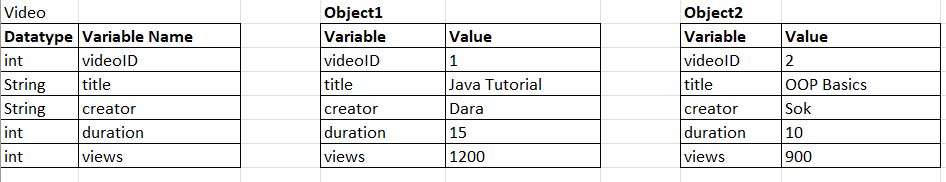 Video Object1 Object2
Datatype Variable Name Variable Value Variable Value
int videoID videoID 1 videoID 2
String title title Java Tutorial title OOP Basics
String creator creator Dara creator Sok
int duration duration 15 duration 10
int views views 1200 views 900